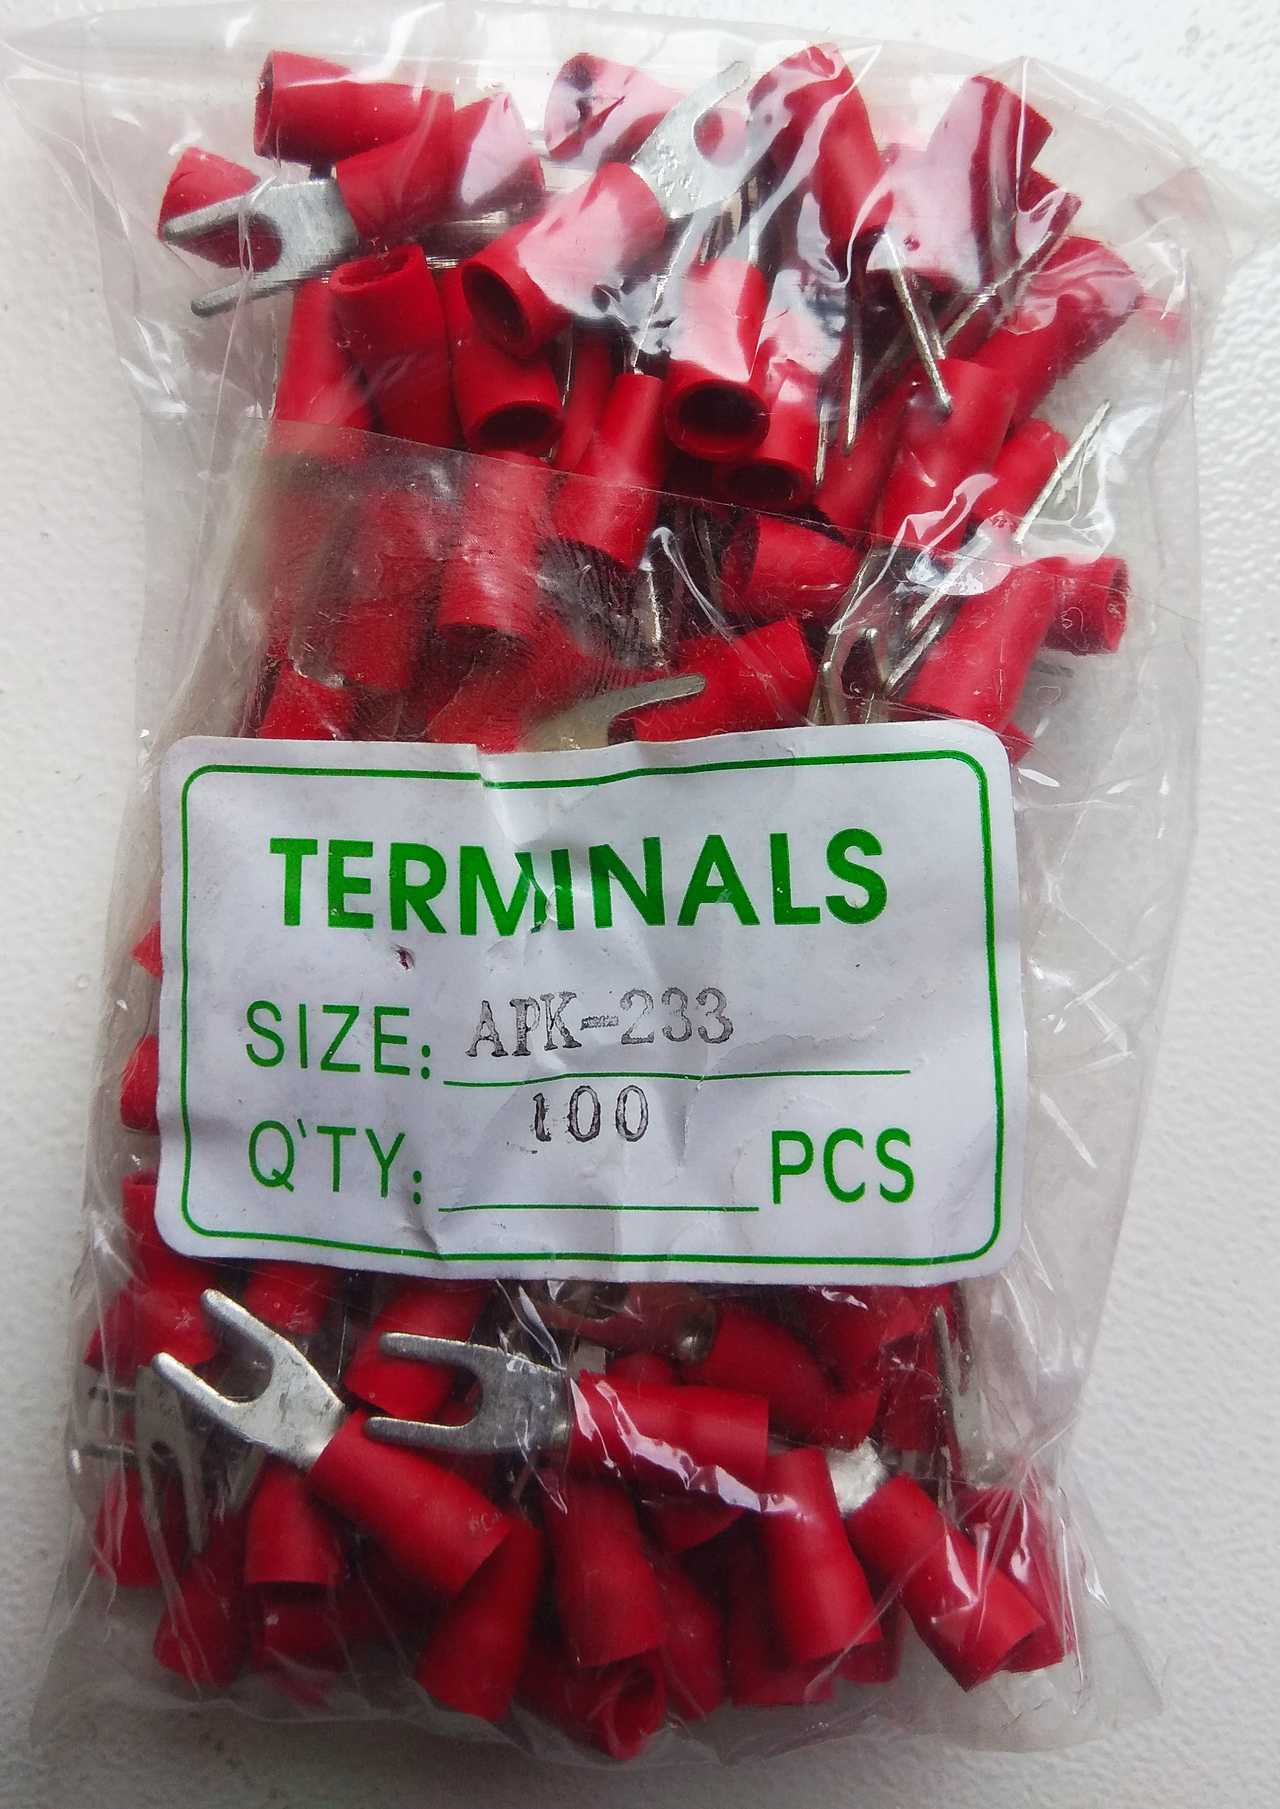 TERMINALS
SIZE: APK-233
Q'TY: 100 PCS